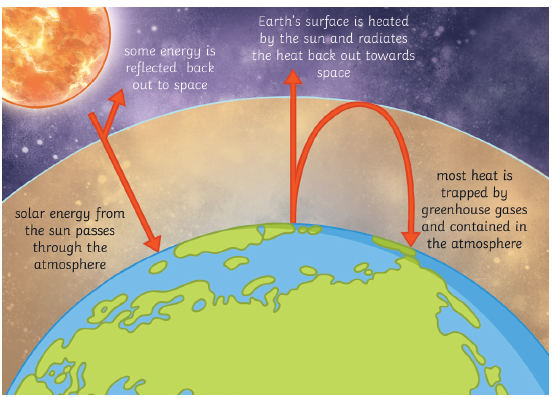 some energy is
reflected back
out to space
Earth's surface is heated
by the sun and radiates
the heat back out towards
space
solar energy from
the sun passes
through the
atmosphere
most heat is
trapped by
greenhouse gases
and contained in
the atmosphere